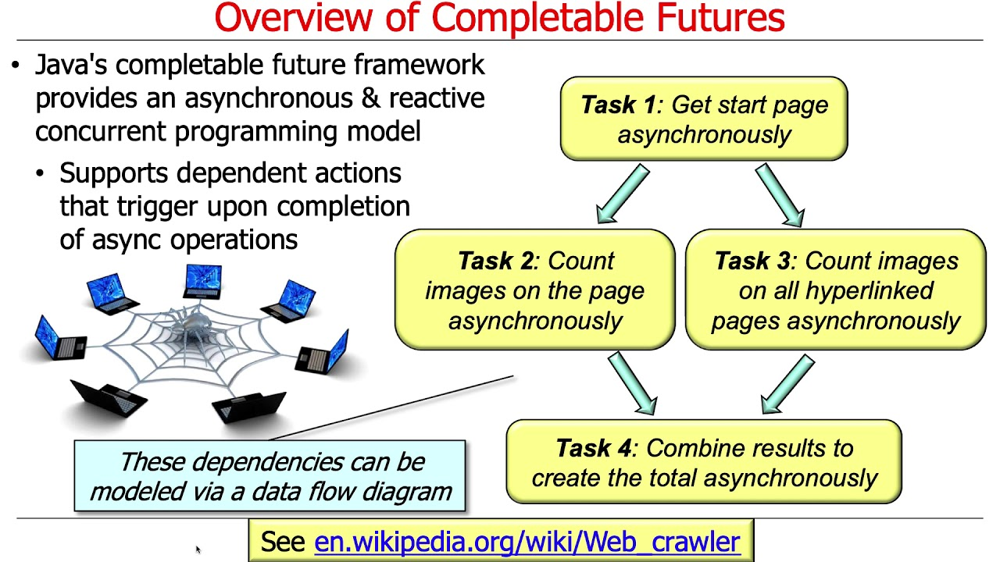 Overview of Completable Futures
• Java's completable future framework
provides an asynchronous & reactive
concurrent programming model
• Supports dependent actions
that trigger upon completion
of async operations
Task 1: Get start page
asynchronously
Task 2: Count
images on the page
asynchronously
Task 3: Count images
on all hyperlinked
pages asynchronously
Task 4: Combine results to
create the total asynchronously
These dependencies can be
modeled via a data flow diagram
See en.wikipedia.org/wiki/Web_crawler